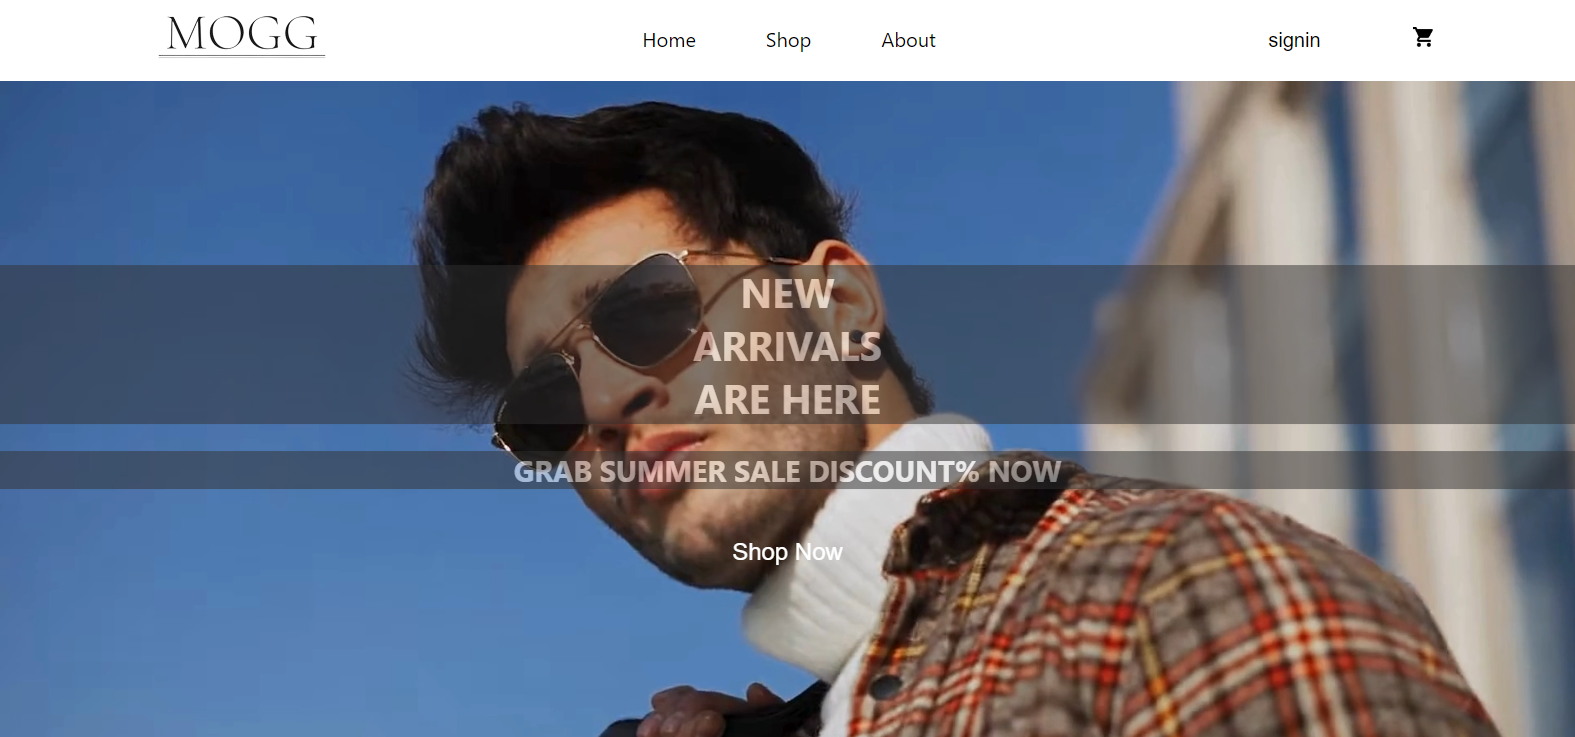 MOGG
Home
Shop
About
signin
NEW
ARRIVALS
ARE HERE
GRAB SUMMER SALE DISCOUNT% NOW
Shop Now